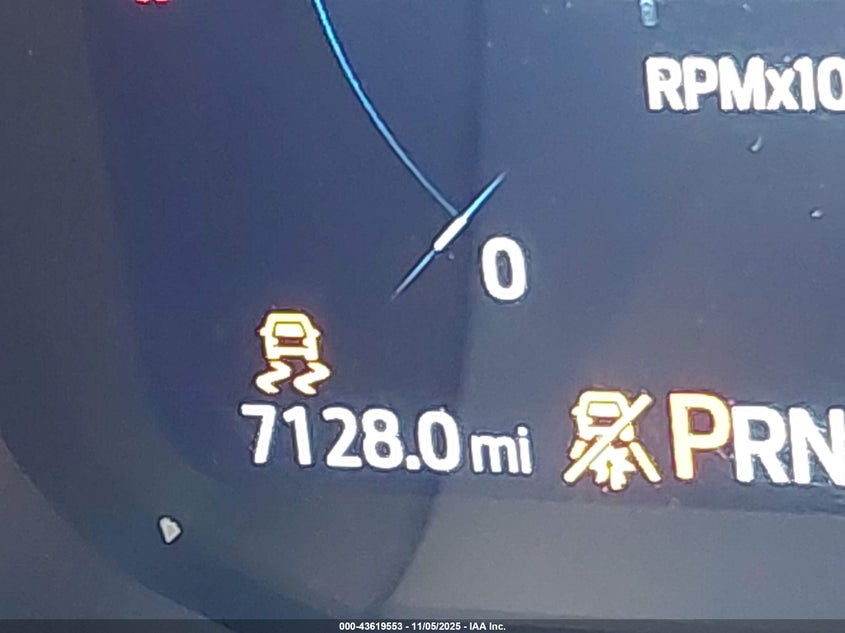 RPMx10
0
7128.0 mi
PRN
000-43619553 - 11/05/2025 - IAA Inc.